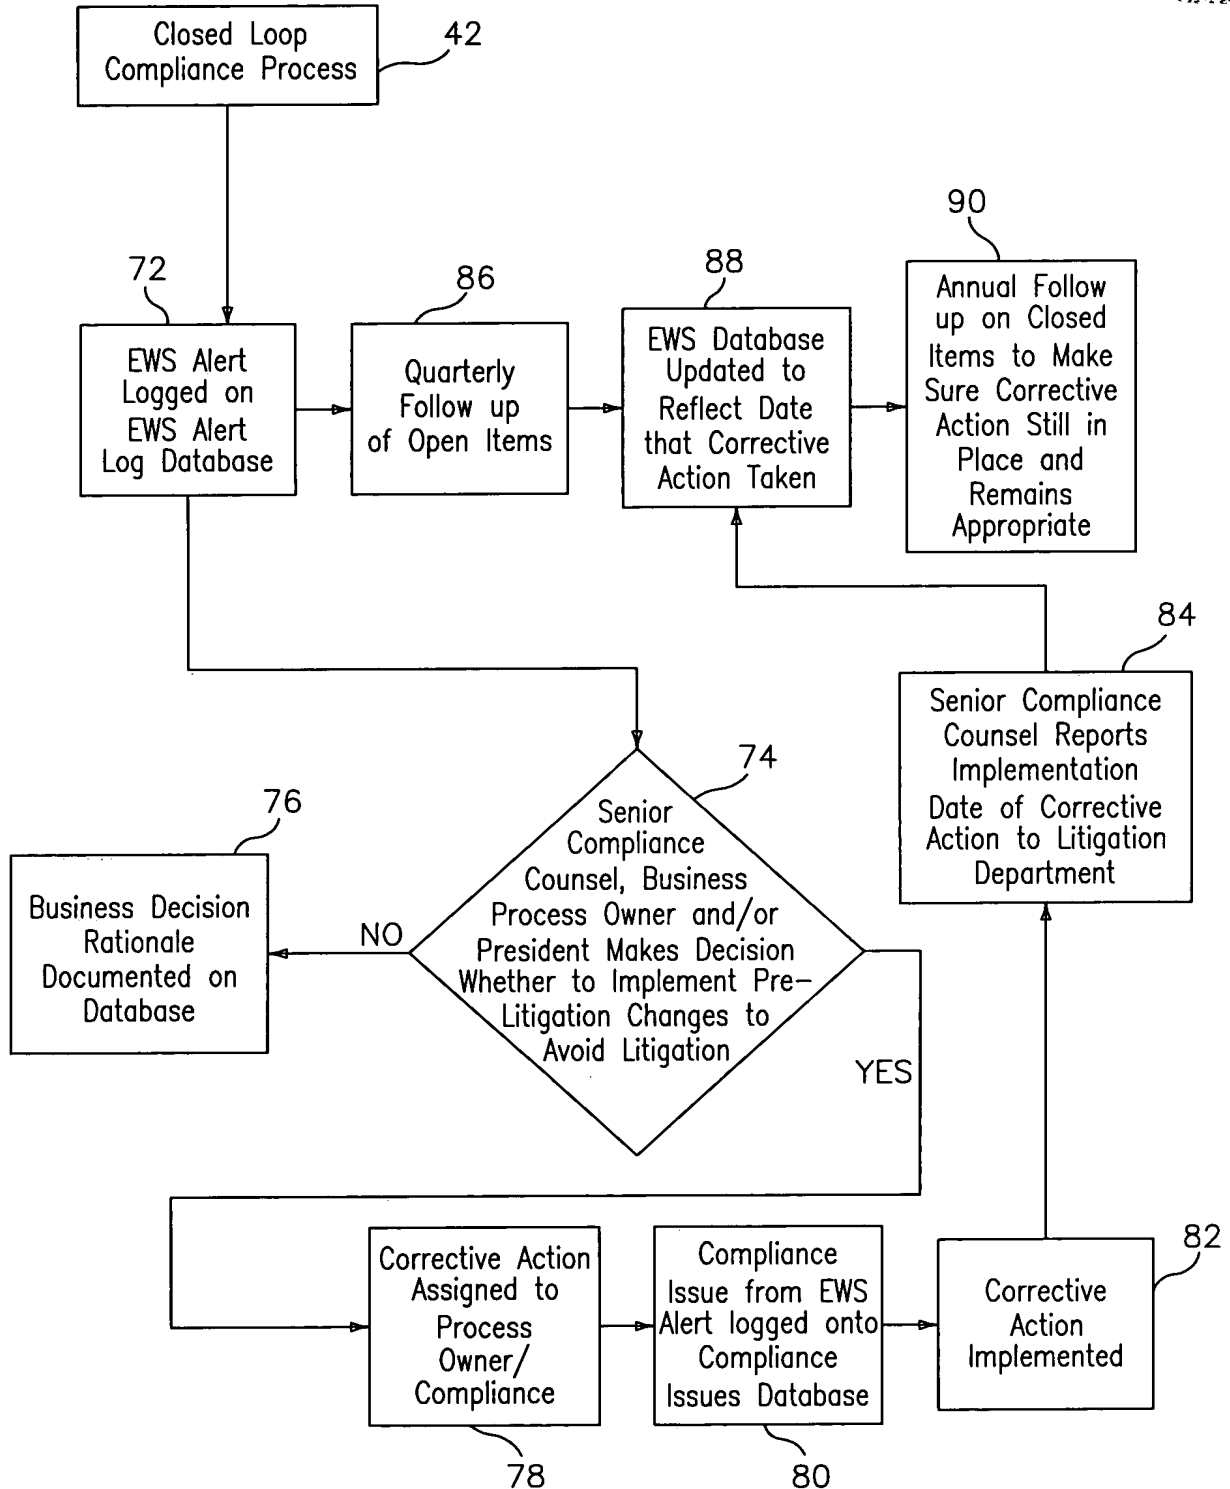 Closed Loop
Compliance Process
42
72
EWS Alert
Logged on
EWS Alert
Log Database
86
Quarterly
Follow up
of Open Items
88
EWS Database
Updated to
Reflect Date
that Corrective
Action Taken
90
Annual Follow
up on Closed
Items to Make
Sure Corrective
Action Still in
Place and
Remains
Appropriate
84
Senior Compliance
Counsel Reports
Implementation
Date of Corrective
Action to Litigation
Department
74
Senior
Compliance
Counsel, Business
Process Owner and/or
President Makes Decision
Whether to Implement Pre-
Litigation Changes to
Avoid Litigation
76
Business Decision
Rationale
Documented on
Database
NO
YES
Corrective Action
Assigned to
Process
Owner/
Compliance
78
Compliance
Issue from EWS
Alert logged onto
Compliance
Issues Database
80
82
Corrective
Action
Implemented